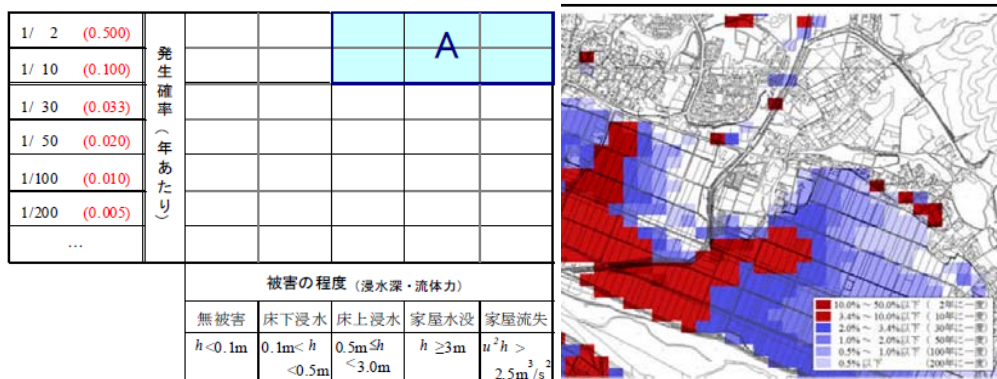 1/ 2 (0.500)
1/ 10 (0.100)
1/ 30 (0.033)
1/ 50 (0.020)
1/100 (0.010)
1/200 (0.005)
…
発生確率(年あたり)
A
被害の程度(浸水深・流体力)
無被害 床下浸水 床上浸水 家屋水没 家屋流失
h<0.1m 0.1m< h <0.5m 0.5m≤h <3.0m h ≥3m u²h > 2.5m³/s²
10.0%~50.0%以下( 2年に一度)
3.4%~10.0%以下( 10年に一度)
2.0%~ 3.4%以下( 30年に一度)
1.0%~ 2.0%以下( 50年に一度)
0.5%~ 1.0%以下(100年に一度)
0.5%以下 (200年に一度)